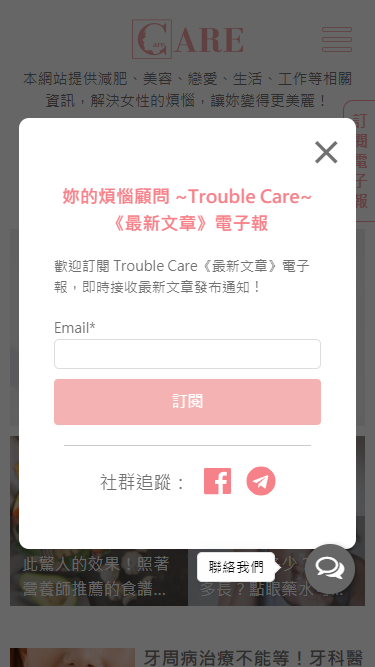 CARE
Care
本網站提供減肥、美容、戀愛、生活、工作等相關
資訊，解決女性的煩惱，讓妳變得更美麗！
訂閱電子報
妳的煩惱顧問 ~Trouble Care~
《最新文章》電子報
歡迎訂閱 Trouble Care《最新文章》電子
報，即時接收最新文章發布通知！
Email*
訂閱
社群追蹤：
聯絡我們
此驚人的效果！照著
營養師推薦的食譜...
少
多長？點眼藥水
牙周病治療不能等！牙科醫